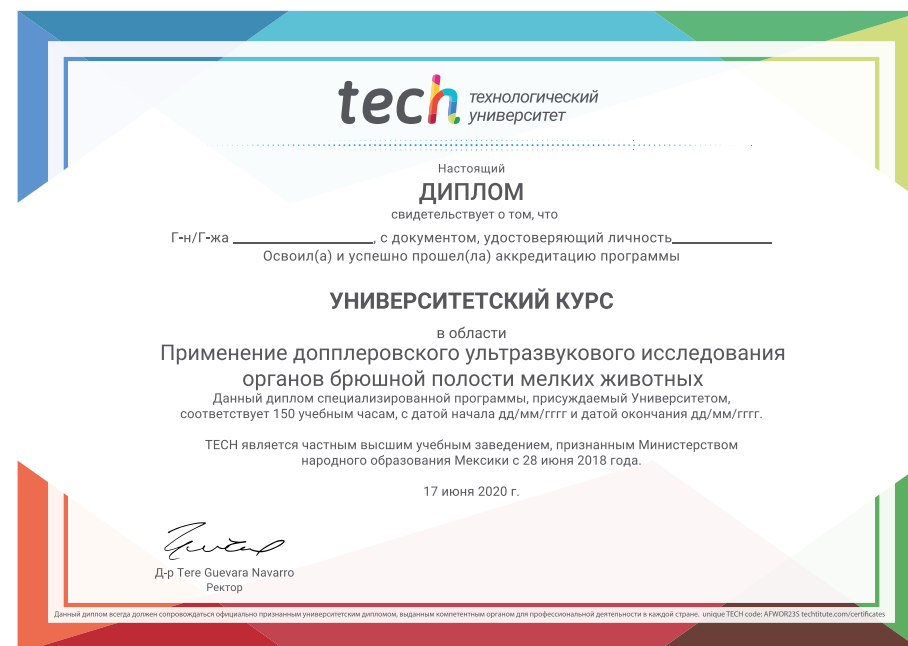 tech технологический
университет
Настоящий
ДИПЛОМ
свидетельствует о том, что
Г-н/Г-жа ____________________, с документом, удостоверяющий личность______________
Освоил(а) и успешно прошел(ла) аккредитацию программы
УНИВЕРСИТЕТСКИЙ КУРС
в области
Применение допплеровского ультразвукового исследования
органов брюшной полости мелких животных
Данный диплом специализированной программы, присуждаемый Университетом,
соответствует 150 учебным часам, с датой начала дд/мм/гггг и датой окончания дд/мм/гггг.
TECH является частным высшим учебным заведением, признанным Министерством
народного образования Мексики с 28 июня 2018 года.
17 июня 2020 г.
Д-р Tere Guevara Navarro
Ректор
Данный диплом всегда должен сопровождаться официально признанным университетским дипломом, выданным компетентным органом для профессиональной деятельности в каждой стране. unique TECH code: AFWOR23S techtitute.com/certificates